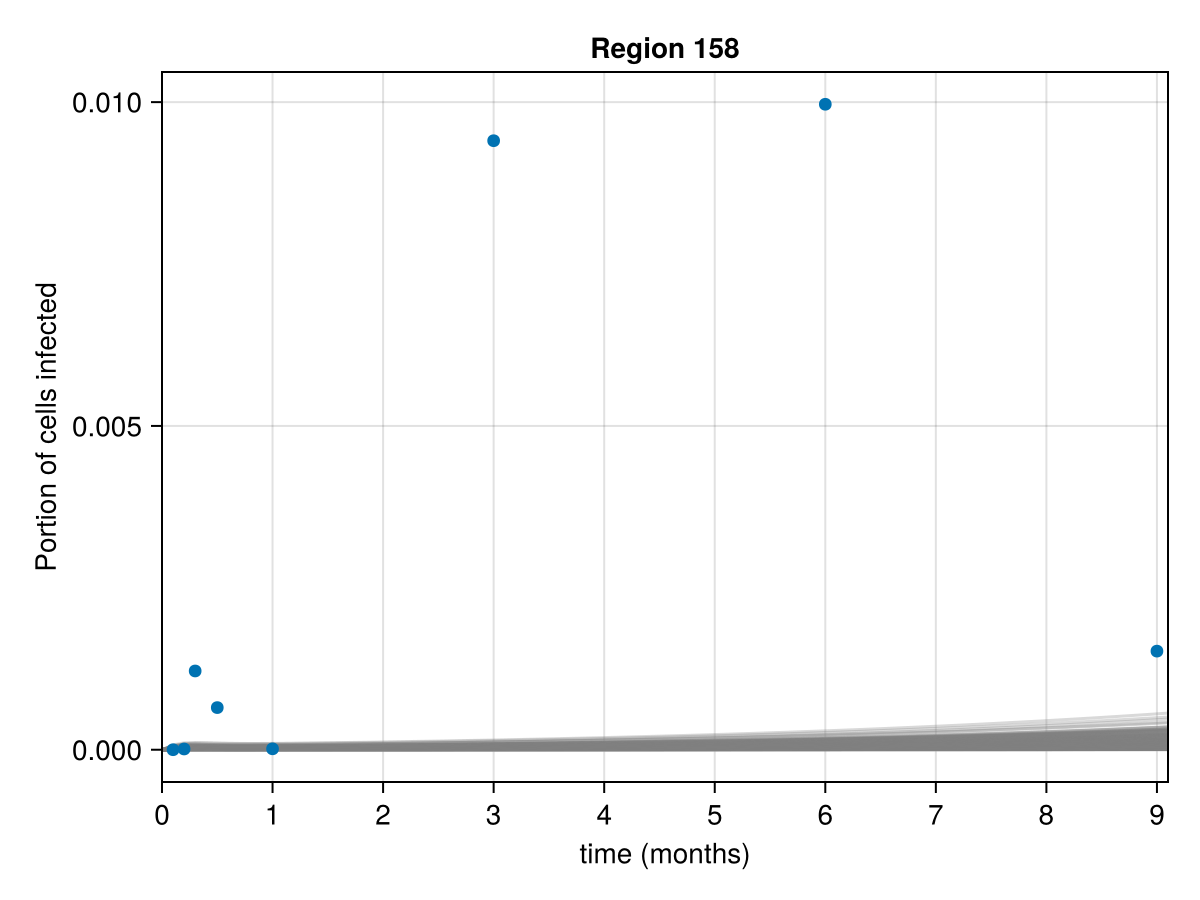 Region 158
Portion of cells infected
0.010
0.005
0.000
0 1 2 3 4 5 6 7 8 9
time (months)